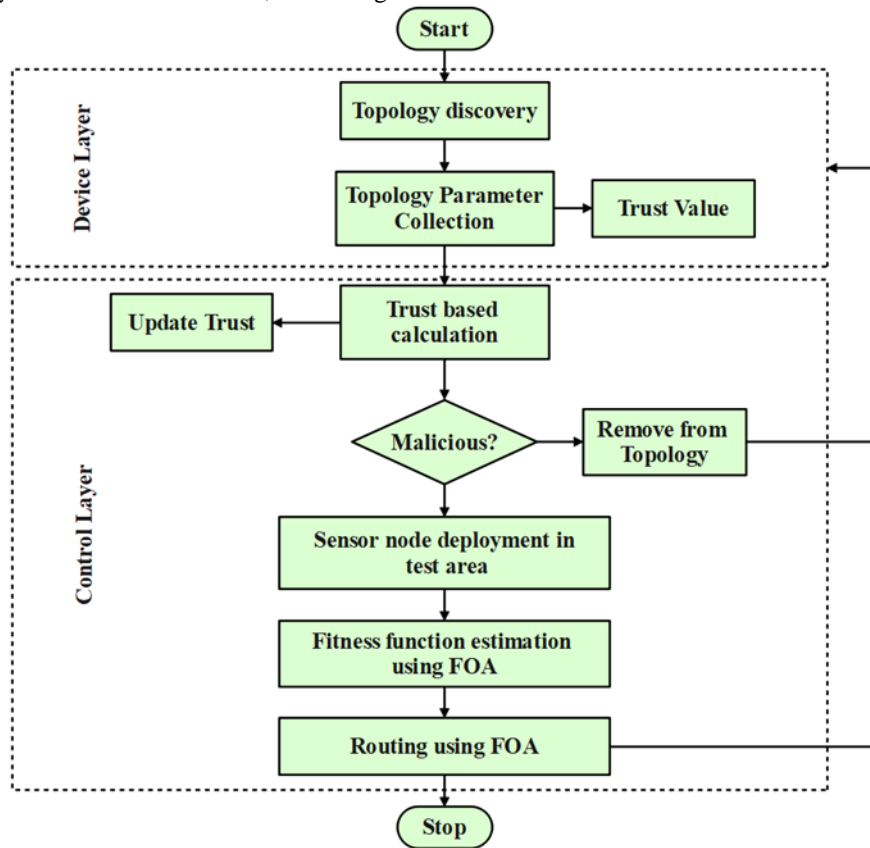 Start
Device Layer
Topology discovery
Topology Parameter
Collection
Trust Value
Control Layer
Trust based
calculation
Update Trust
Malicious?
Remove from
Topology
Sensor node deployment in
test area
Fitness function estimation
using FOA
Routing using FOA
Stop